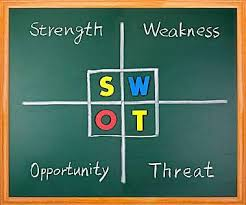 Strength Weakness
S W
O T
Opportunity Threat